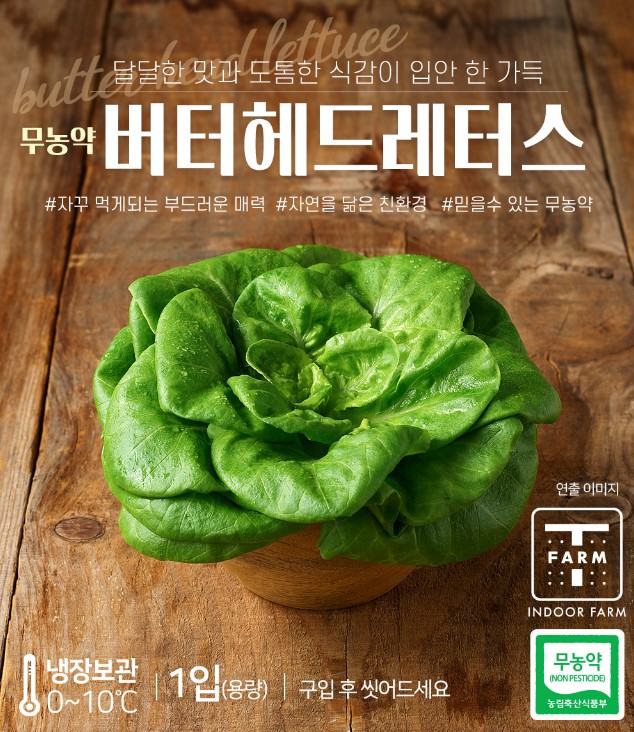 butterhead lettuce
달달한 맛과 도톰한 식감이 입안 한 가득
무농약 버터헤드레터스
#자꾸 먹게되는 부드러운 매력 #자연을 닮은 친환경 #믿을수 있는 무농약
연출 이미지
T
FARM
INDOOR FARM
냉장보관
0~10℃
1입(용량)
구입 후 씻어드세요
무농약
(NON PESTICIDE)
농림축산식품부